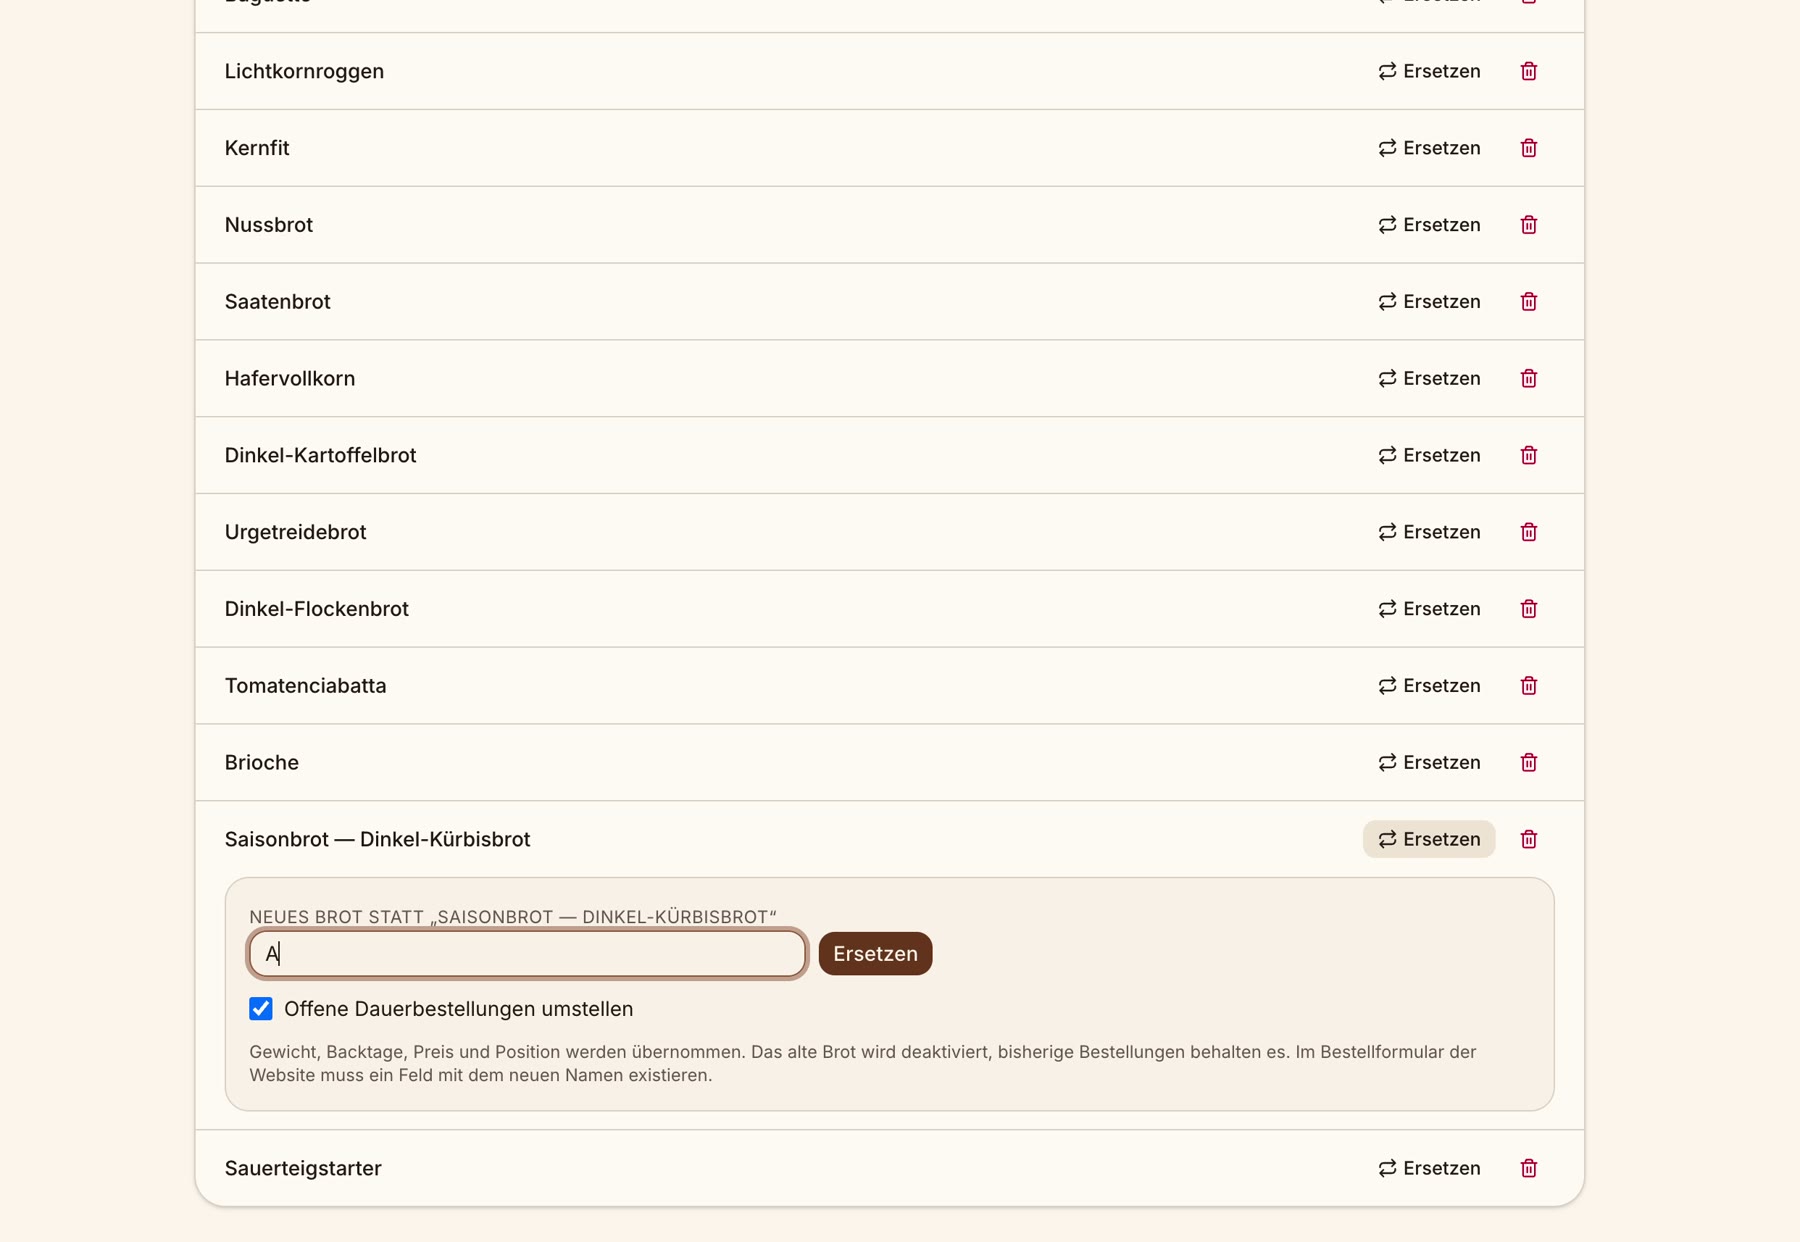 Baguette Ersetzen
Lichtkornroggen Ersetzen
Kernfit Ersetzen
Nussbrot Ersetzen
Saatenbrot Ersetzen
Hafervollkorn Ersetzen
Dinkel-Kartoffelbrot Ersetzen
Urgetreidebrot Ersetzen
Dinkel-Flockenbrot Ersetzen
Tomatenciabatta Ersetzen
Brioche Ersetzen
Saisonbrot — Dinkel-Kürbisbrot Ersetzen
NEUES BROT STATT „SAISONBROT — DINKEL-KÜRBISBROT“
A Ersetzen
Offene Dauerbestellungen umstellen
Gewicht, Backtage, Preis und Position werden übernommen. Das alte Brot wird deaktiviert, bisherige Bestellungen behalten es. Im Bestellformular der
Website muss ein Feld mit dem neuen Namen existieren.
Sauerteigstarter Ersetzen